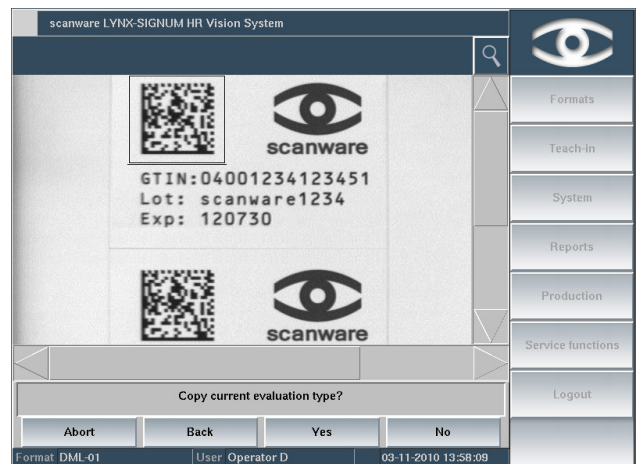 scanware LYNX-SIGNUM HR Vision System
scanware
GTIN:04001234123451
Lot: scanware1234
Exp: 120730
scanware
Formats
Teach-in
System
Reports
Production
Service functions
Logout
Copy current evaluation type?
Abort Back Yes No
Format DML-01 User Operator D 03-11-2010 13:58:09